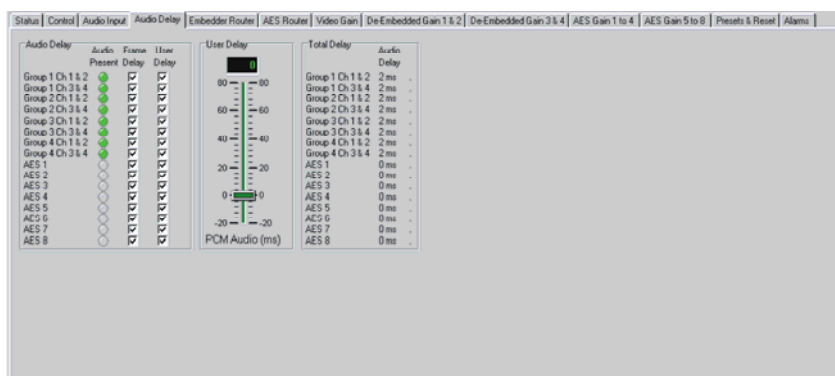 Status Control Audio Input Audio Delay Embedder Router AES Router Video Gain De-Embedded Gain 1 & 2 De-Embedded Gain 3 & 4 AES Gain 1 to 4 AES Gain 5 to 8 Presets & Reset Alarms
Audio Delay
Audio Present Frame Delay User Delay
Group 1 Ch 1 & 2
Group 1 Ch 3 & 4
Group 2 Ch 1 & 2
Group 2 Ch 3 & 4
Group 3 Ch 1 & 2
Group 3 Ch 3 & 4
Group 4 Ch 1 & 2
Group 4 Ch 3 & 4
AES 1
AES 2
AES 3
AES 4
AES 5
AES 6
AES 7
AES 8
User Delay
0
80 80
60 60
40 40
20 20
0 0
-20 -20
PCM Audio (ms)
Total Delay
Audio Delay
Group 1 Ch 1 & 2 2 ms .
Group 1 Ch 3 & 4 2 ms .
Group 2 Ch 1 & 2 2 ms .
Group 2 Ch 3 & 4 2 ms .
Group 3 Ch 1 & 2 2 ms .
Group 3 Ch 3 & 4 2 ms .
Group 4 Ch 1 & 2 2 ms .
Group 4 Ch 3 & 4 2 ms .
AES 1 0 ms .
AES 2 0 ms .
AES 3 0 ms .
AES 4 0 ms .
AES 5 0 ms .
AES 6 0 ms .
AES 7 0 ms .
AES 8 0 ms .